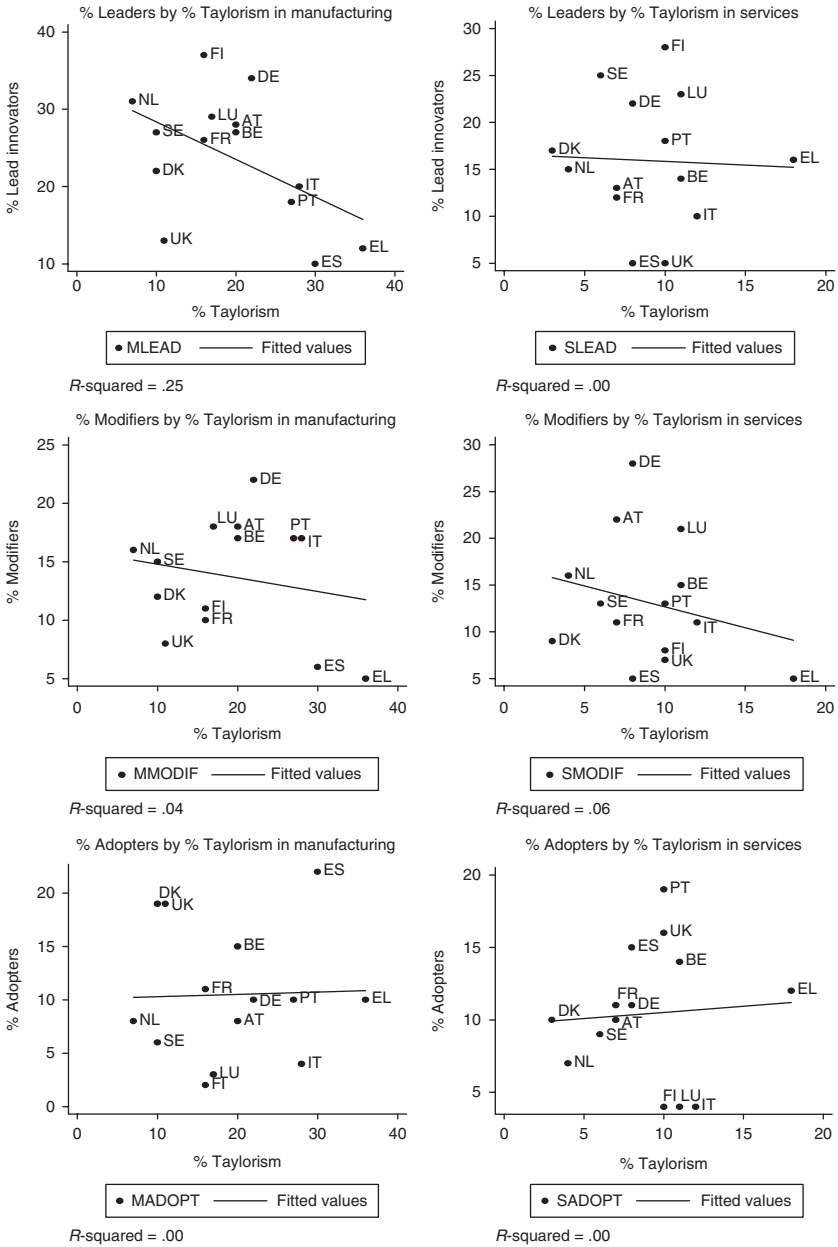 % Leaders by % Taylorism in manufacturing
40
30
20
10
% Lead innovators
FI
DE
NL
LU
AT
SE
BE
FR
DK
IT
PT
UK
EL
ES
0 10 20 30 40
% Taylorism
MLEAD Fitted values
R-squared = .25
% Leaders by % Taylorism in services
30
25
20
15
10
5
% Lead innovators
FI
SE
LU
DE
PT
DK
EL
NL
BE
AT
FR
IT
ES
UK
0 5 10 15 20
% Taylorism
SLEAD Fitted values
R-squared = .00
% Modifiers by % Taylorism in manufacturing
25
20
15
10
5
% Modifiers
DE
LU
AT
PT
BE
IT
NL
SE
DK
FI
FR
UK
ES
EL
0 10 20 30 40
% Taylorism
MMODIF Fitted values
R-squared = .04
% Modifiers by % Taylorism in services
30
25
20
15
10
5
% Modifiers
DE
AT
LU
NL
BE
SE
PT
FR
IT
DK
FI
UK
ES
EL
0 5 10 15 20
% Taylorism
SMODIF Fitted values
R-squared = .06
% Adopters by % Taylorism in manufacturing
20
15
10
5
0
% Adopters
ES
DK
UK
BE
FR
DE
PT
EL
NL
AT
SE
IT
LU
FI
0 10 20 30 40
% Taylorism
MADOPT Fitted values
R-squared = .00
% Adopters by % Taylorism in services
20
15
10
5
% Adopters
PT
UK
ES
BE
EL
FR
DE
DK
AT
SE
NL
FI LU
IT
0 5 10 15 20
% Taylorism
SADOPT Fitted values
R-squared = .00